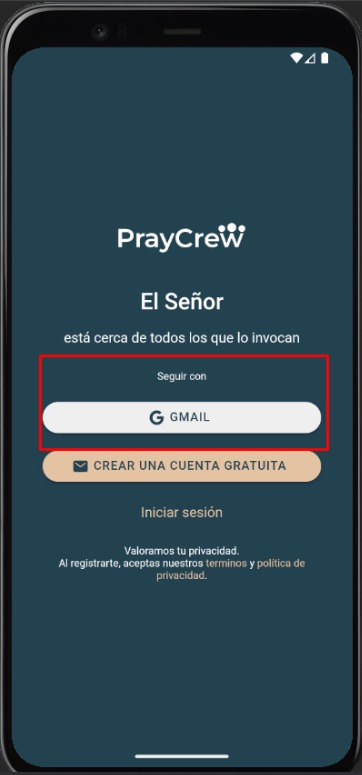 PrayCrew
El Señor
está cerca de todos los que lo invocan
Seguir con
GMAIL
CREAR UNA CUENTA GRATUITA
Iniciar sesión
Valoramos tu privacidad.
Al registrarte, aceptas nuestros terminos y política de
privacidad.